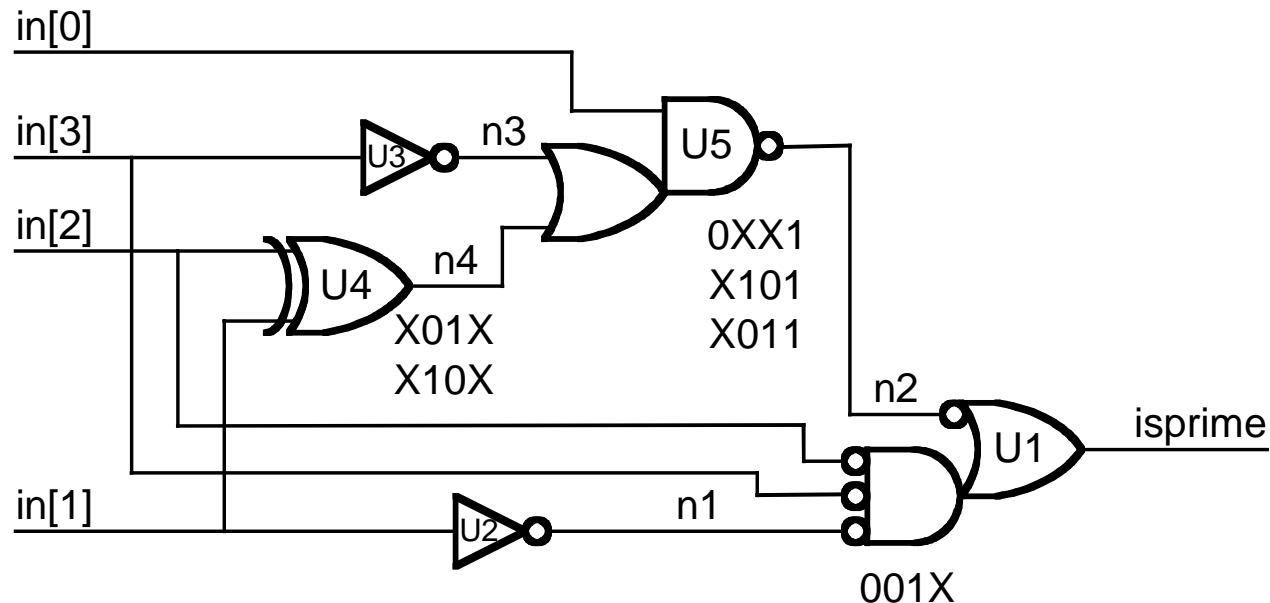 in[0]
in[3]
U3
n3
U5
in[2]
U4
n4
0XX1
X101
X011
X01X
X10X
n2
isprime
U1
in[1]
U2
n1
001X